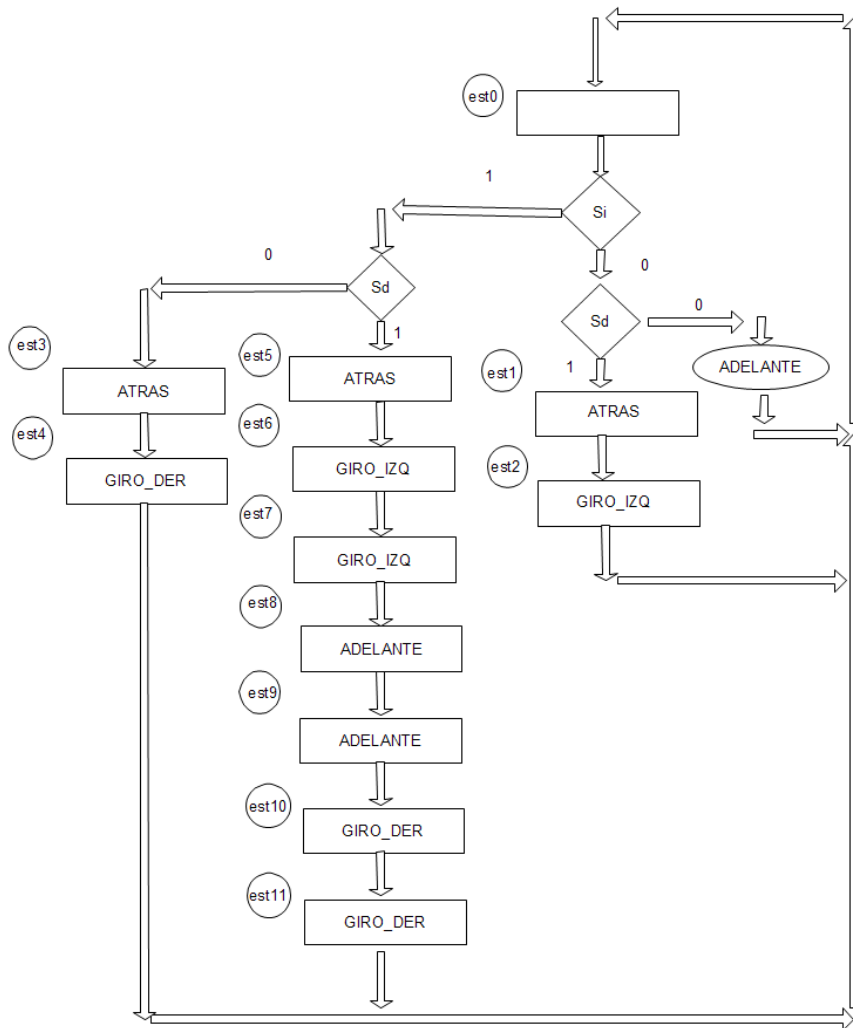 est0
1
Si
0
0
Sd
Sd
0
est3
est5
1
est1
1
ADELANTE
ATRAS
ATRAS
ATRAS
est4
est6
est2
GIRO_DER
GIRO_IZQ
GIRO_IZQ
est7
GIRO_IZQ
est8
ADELANTE
est9
ADELANTE
est10
GIRO_DER
est11
GIRO_DER